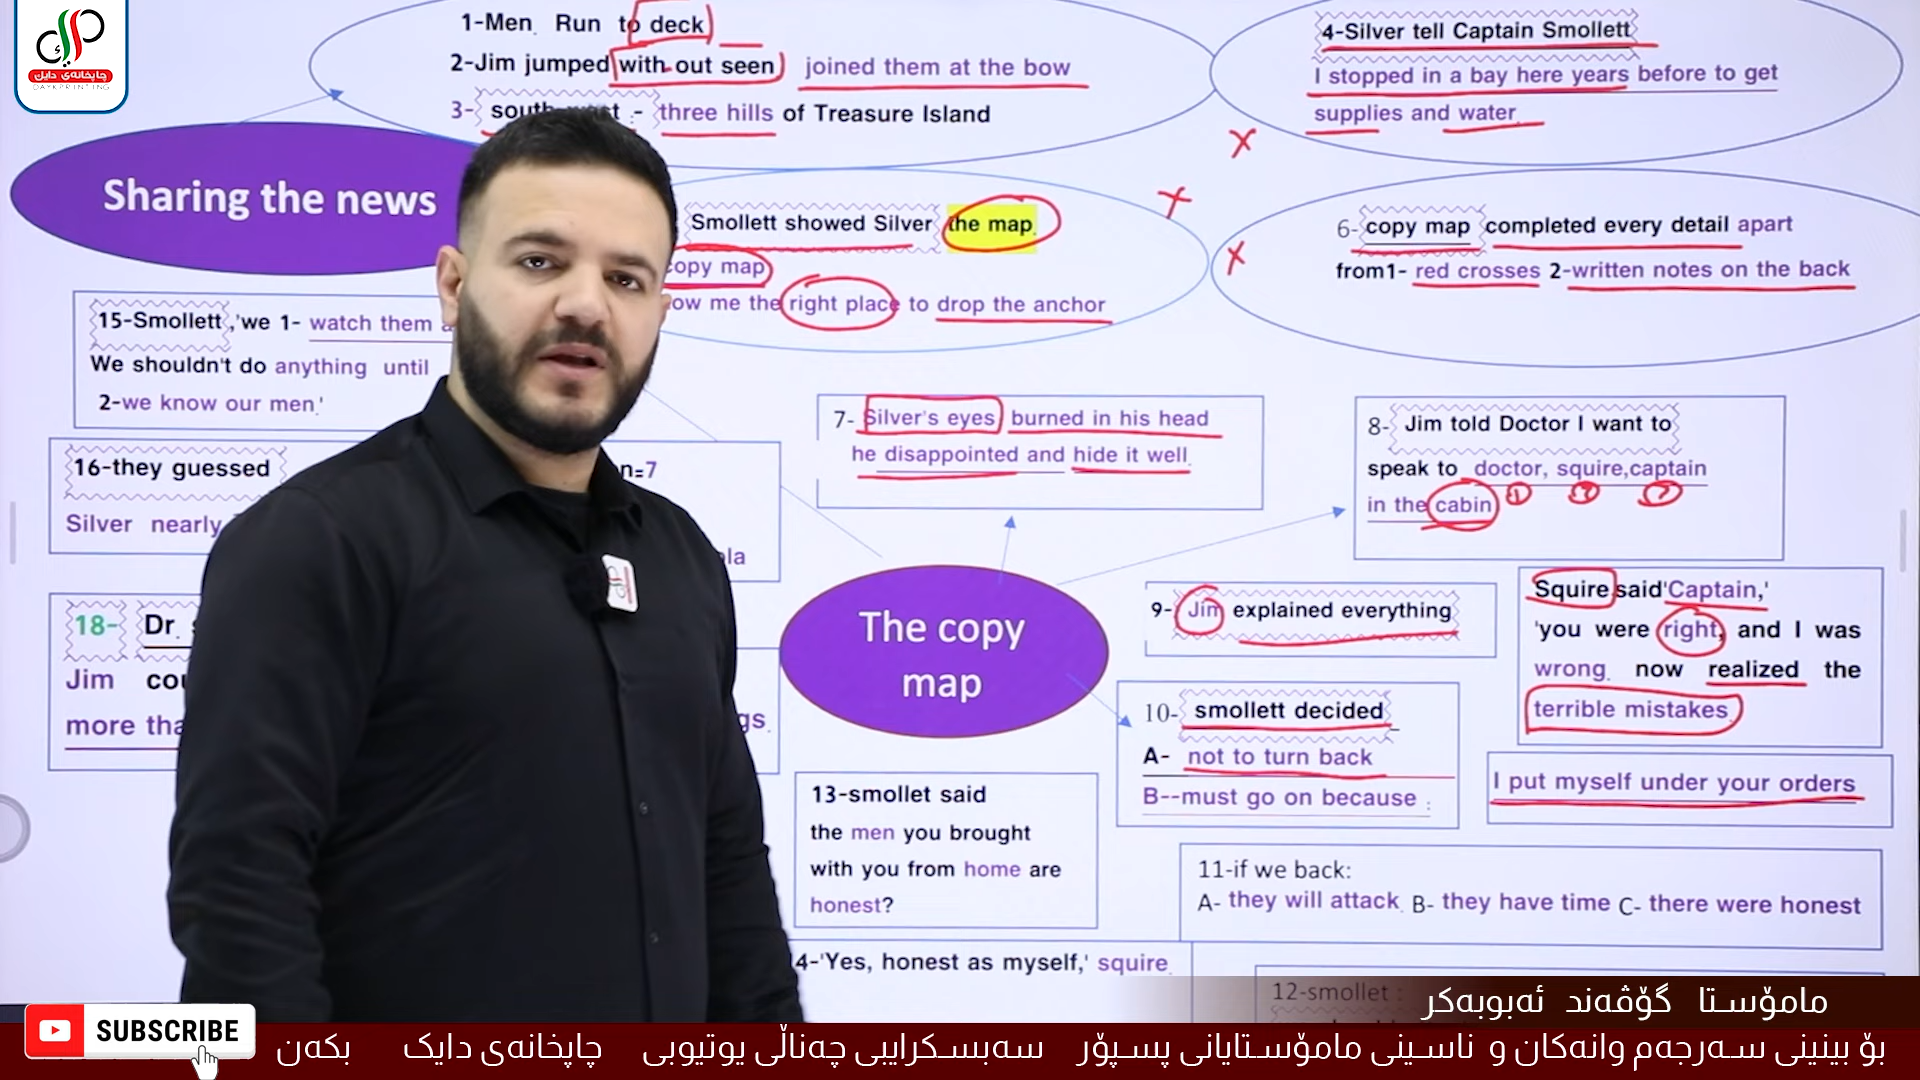 چاپخانەی دایك
DAYK PRINTING
1-Men. Run to deck
2-Jim jumped with-out seen joined them at the bow
3- three hills of Treasure Island
4-Silver tell Captain Smollett
I stopped in a bay here years before to get
supplies and water.
Sharing the news
Smollett showed Silver the map.
copy map
the right place to drop the anchor
6- copy map completed every detail apart
from1- red crosses 2-written notes on the back
15-Smollett ,'we 1- watch them
We shouldn't do anything until
2-we know our men.'
16-they guessed
Silver nearly
n=7
7- Silver's eyes burned in his head
he disappointed and hide it well.
8- Jim told Doctor I want to
speak to doctor, squire,captain
in the cabin
The copy
map
9- Jim explained everything
Squire said'Captain,'
'you were right, and I was
wrong. now realized the
terrible mistakes.
10- smollett decided
A- not to turn back
B--must go on because :
I put myself under your orders
18- Dr.
Jim
more
13-smollet said
the men you brought
with you from home are
honest?
4-'Yes, honest as myself,' squire.
11-if we back:
A- they will attack. B- they have time C- there were honest
12-smollet :
مامۆستا گۆڤەند ئەبوبەکر
SUBSCRIBE
بۆ بینینی سەرجەم وانەکان و ناسینی مامۆستایانی پسپۆر سەبسکرایبی چەناڵی یوتیوبی چاپخانەی دایک بکەن